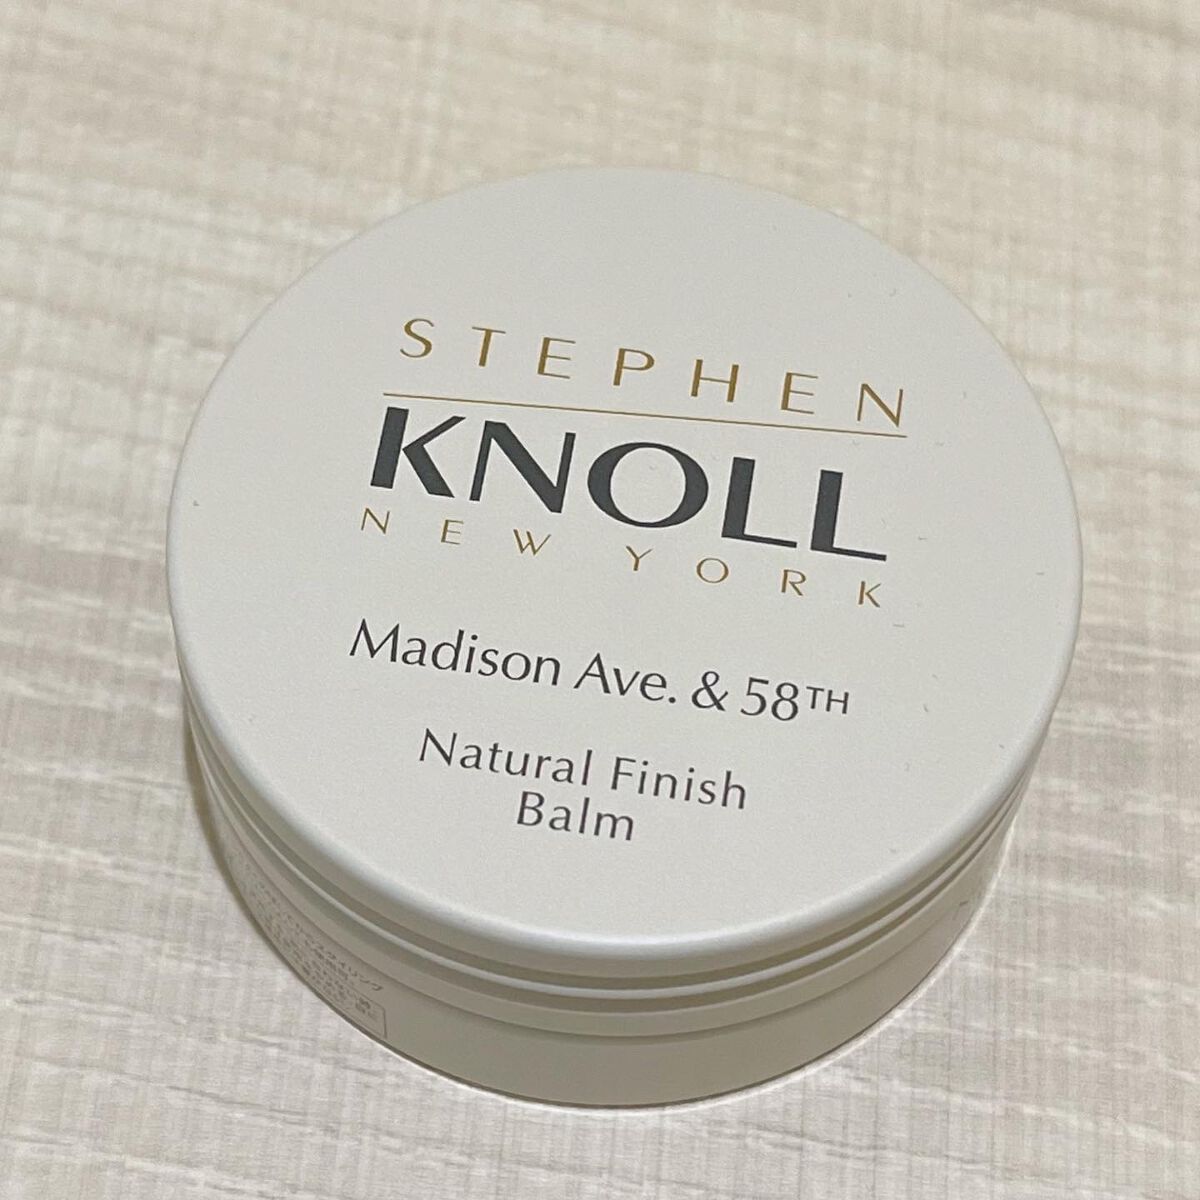 STEPHEN
KNOLL
NEW YORK
Madison Ave. & 58TH
Natural Finish
Balm